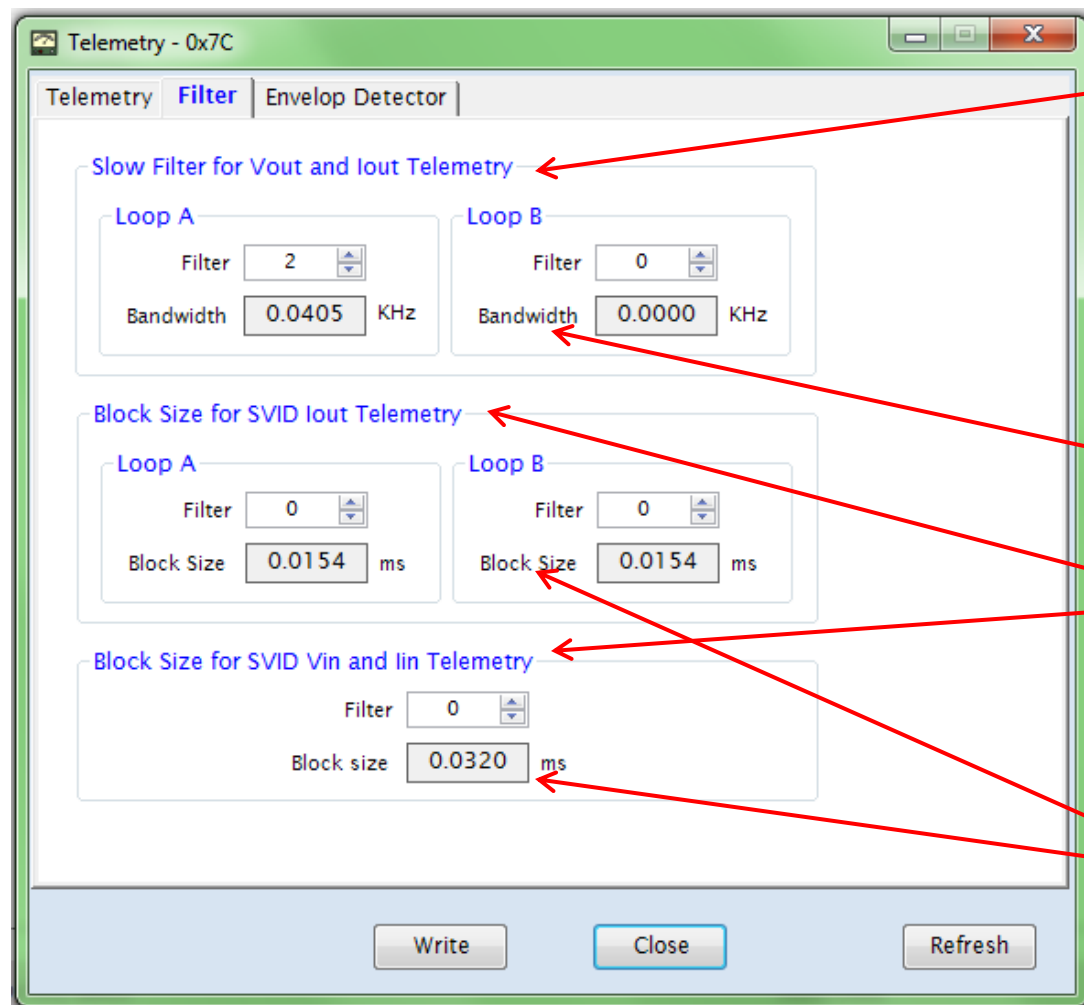 Telemetry - 0x7C
Telemetry Filter Envelop Detector
Slow Filter for Vout and Iout Telemetry
Loop A Loop B
Filter 2 Filter 0
Bandwidth 0.0405 KHz Bandwidth 0.0000 KHz
Block Size for SVID Iout Telemetry
Loop A Loop B
Filter 0 Filter 0
Block Size 0.0154 ms Block Size 0.0154 ms
Block Size for SVID Vin and Iin Telemetry
Filter 0
Block size 0.0320 ms
Write Close Refresh